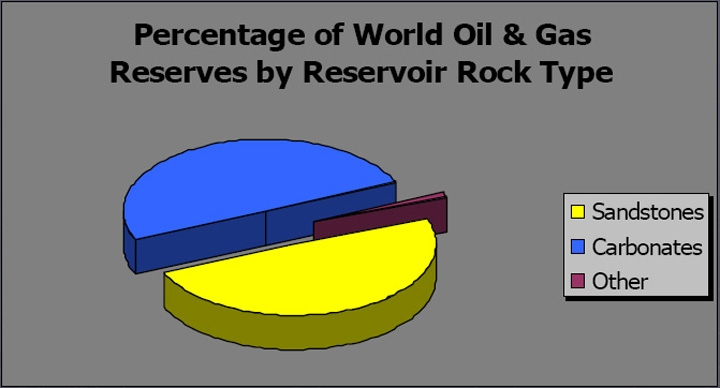 Percentage of World Oil & Gas
Reserves by Reservoir Rock Type
Sandstones
Carbonates
Other